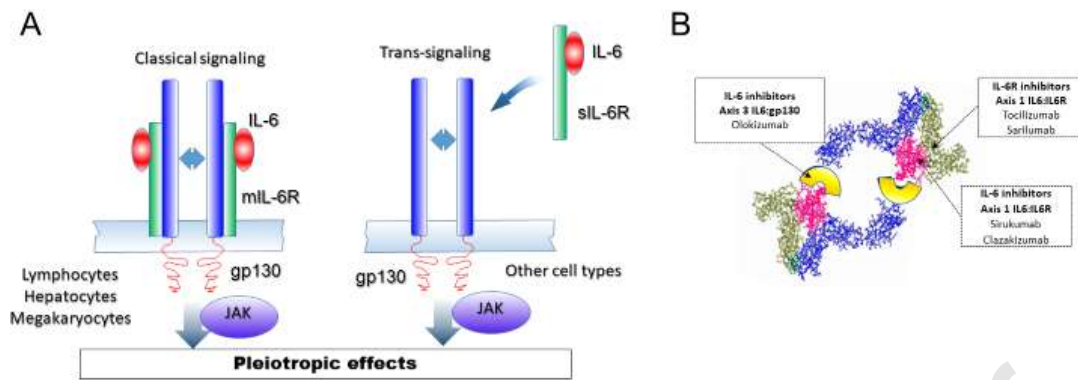 A
Classical signaling
IL-6
mIL-6R
gp130
Lymphocytes
Hepatocytes
Megakaryocytes
JAK
Trans-signaling
IL-6
sIL-6R
gp130
Other cell types
JAK
Pleiotropic effects
B
IL-6 inhibitors
Axis 3 IL6:gp130
Olokizumab
IL-6R inhibitors
Axis 1 IL6:IL6R
Tocilizumab
Sarilumab
IL-6 inhibitors
Axis 1 IL6:IL6R
Sirukumab
Clazakizumab